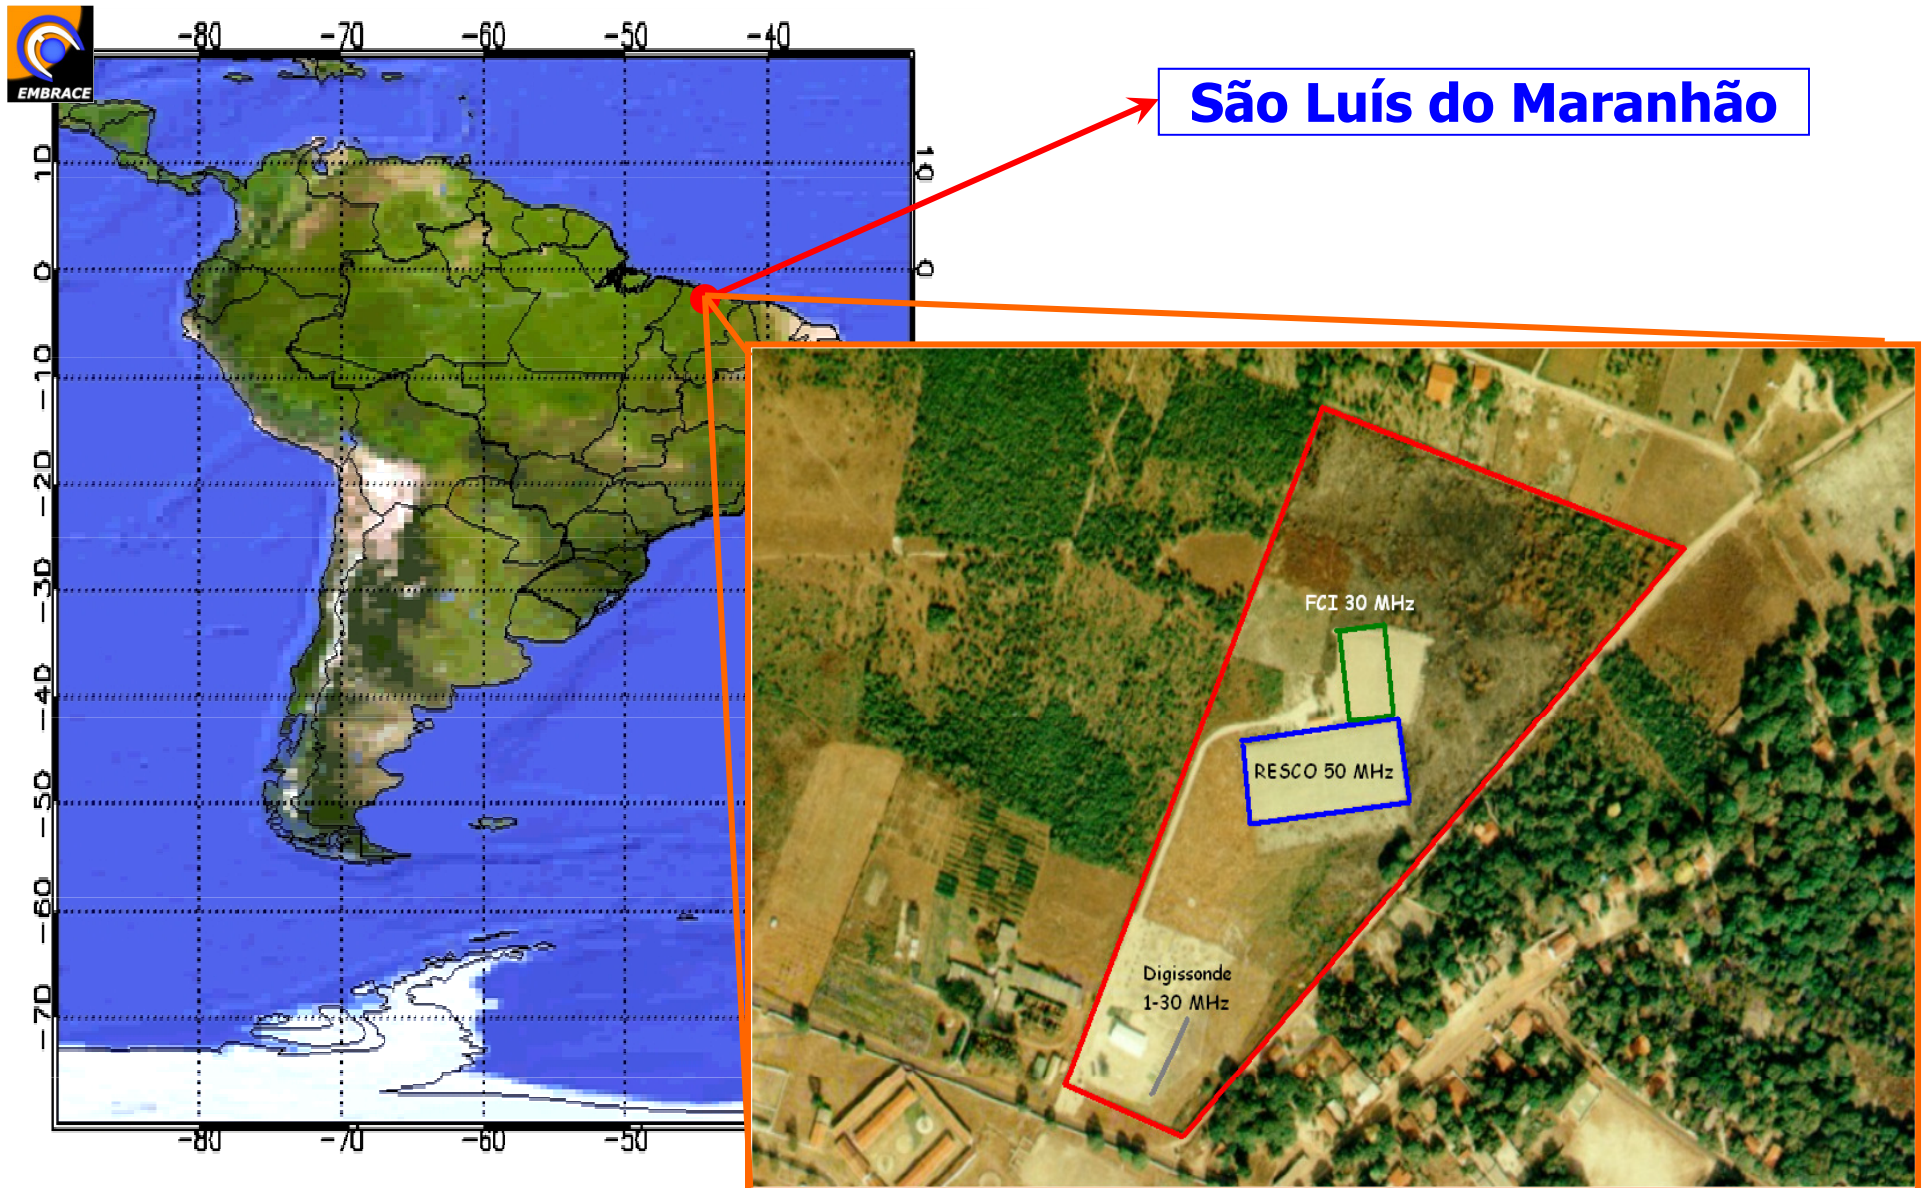 EMBRACE
-80 -70 -60 -50 -40
São Luís do Maranhão
10 10
0 0
-10
-20
-30
-40
-50
-60
-70
-80 -70 -60 -50
FCI 30 MHz
RESCO 50 MHz
Digissonde
1-30 MHz